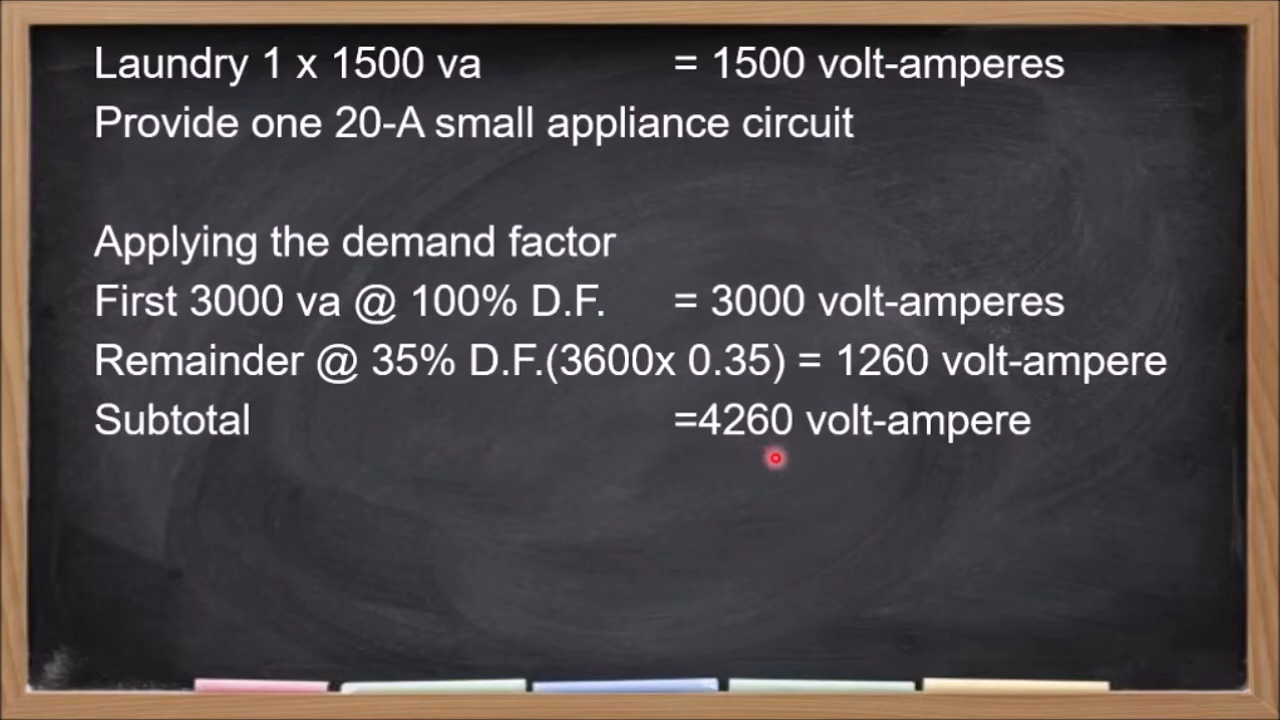 Laundry 1 x 1500 va = 1500 volt-amperes
Provide one 20-A small appliance circuit
Applying the demand factor
First 3000 va @ 100% D.F. = 3000 volt-amperes
Remainder @ 35% D.F.(3600x 0.35) = 1260 volt-ampere
Subtotal =4260 volt-ampere